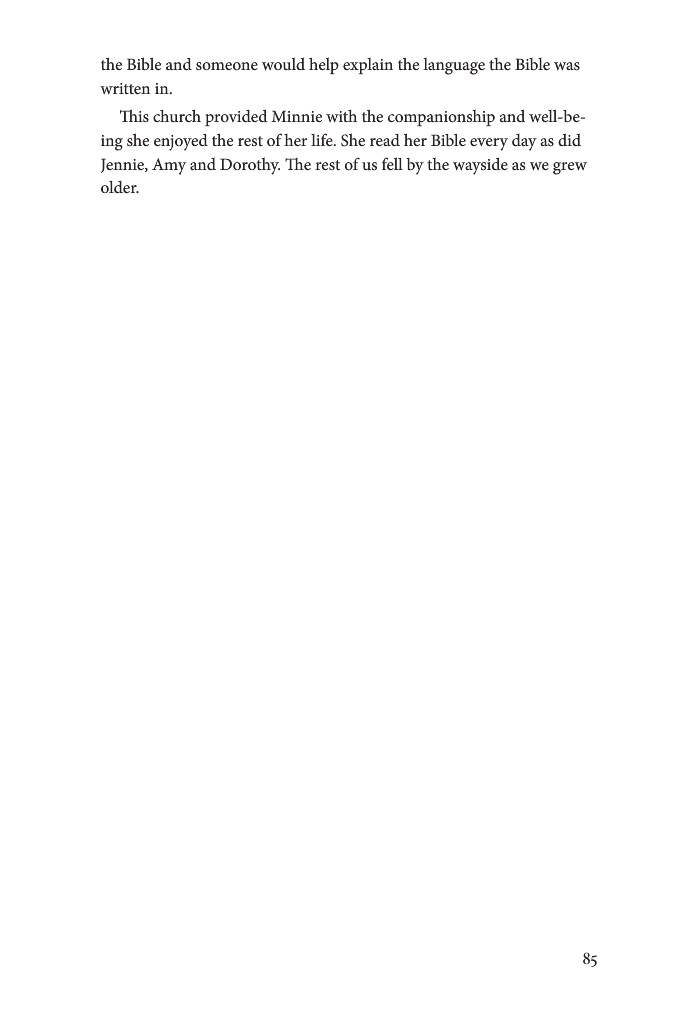 the Bible and someone would help explain the language the Bible was
written in.
This church provided Minnie with the companionship and well-be-
ing she enjoyed the rest of her life. She read her Bible every day as did
Jennie, Amy and Dorothy. The rest of us fell by the wayside as we grew
older.
85